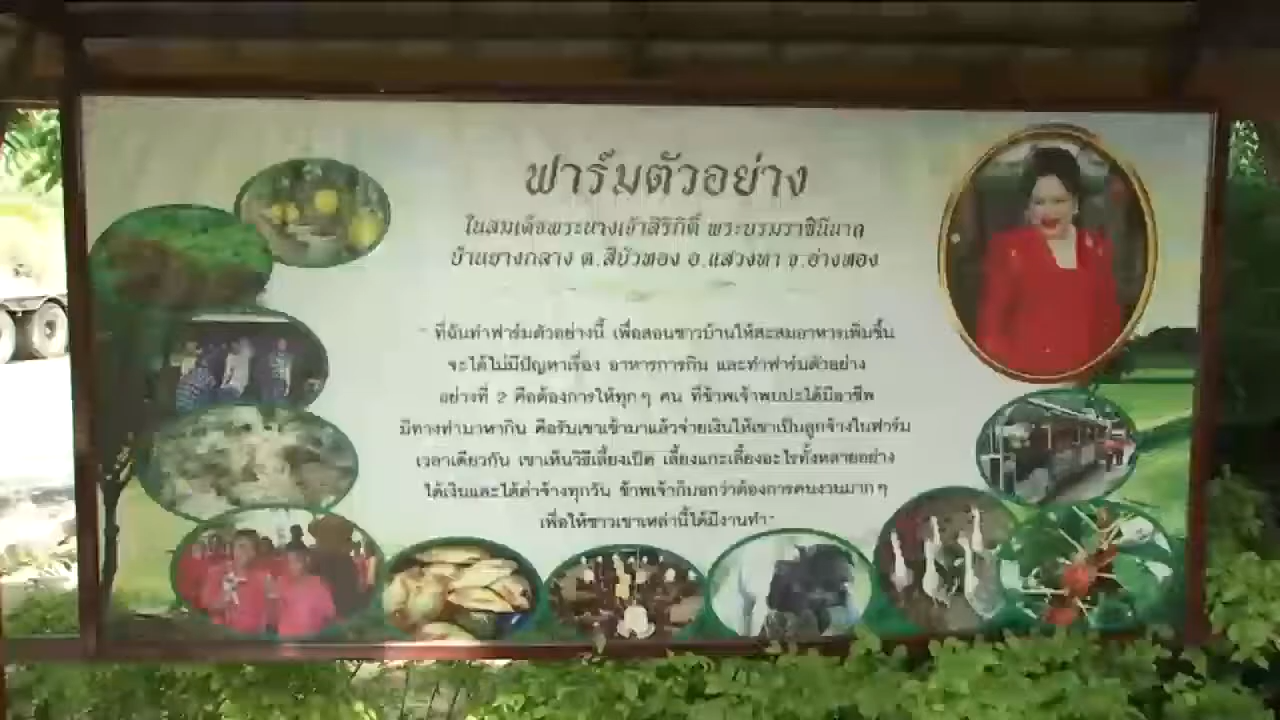 ฟาร์มตัวอย่าง
ในสมเด็จพระนางเจ้าสิริกิติ์ พระบรมราชินีนาถ
บ้านยางกลาง ต.สีบัวทอง อ.แสวงหา จ.อ่างทอง
"ที่ฉันทำฟาร์มตัวอย่างนี้ เพื่อสอนชาวบ้านให้สะสมอาหารเพิ่มขึ้น
จะได้ไม่มีปัญหาเรื่อง อาหารการกิน และทำฟาร์มตัวอย่าง
อย่างที่ 2 คือต้องการให้ทุกๆ คน ที่ข้าพเจ้าพบปะได้มีอาชีพ
มีทางทำมาหากิน คือรับเขาเข้ามาแล้วจ่ายเงินให้เขาเป็นลูกจ้างในฟาร์ม
เวลาเดียวกัน เขาเห็นวิธีเลี้ยงเป็ด เลี้ยงแกะเลี้ยงอะไรทั้งหลายอย่าง
ได้เงินและได้ค่าจ้างทุกวัน ข้าพเจ้าก็บอกว่าต้องการคนงานมากๆ
เพื่อให้ชาวเขาเหล่านี้ได้มีงานทำ"